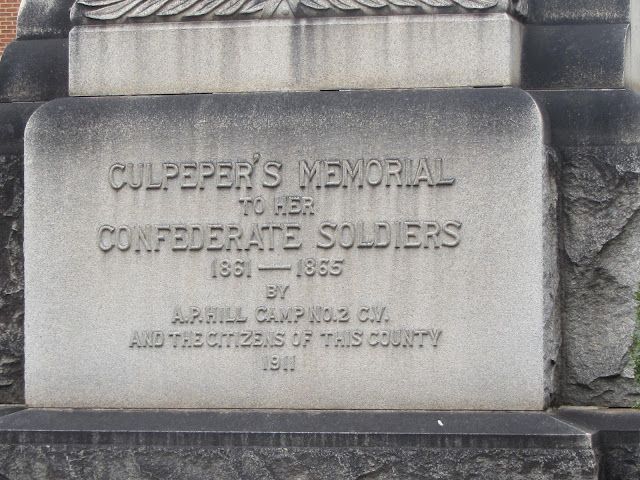 CULPEPER'S MEMORIAL
TO HER
CONFEDERATE SOLDIERS
1861 — 1865
BY
A.P. HILL CAMP NO. 2 C.V.
AND THE CITIZENS OF THIS COUNTY
1911